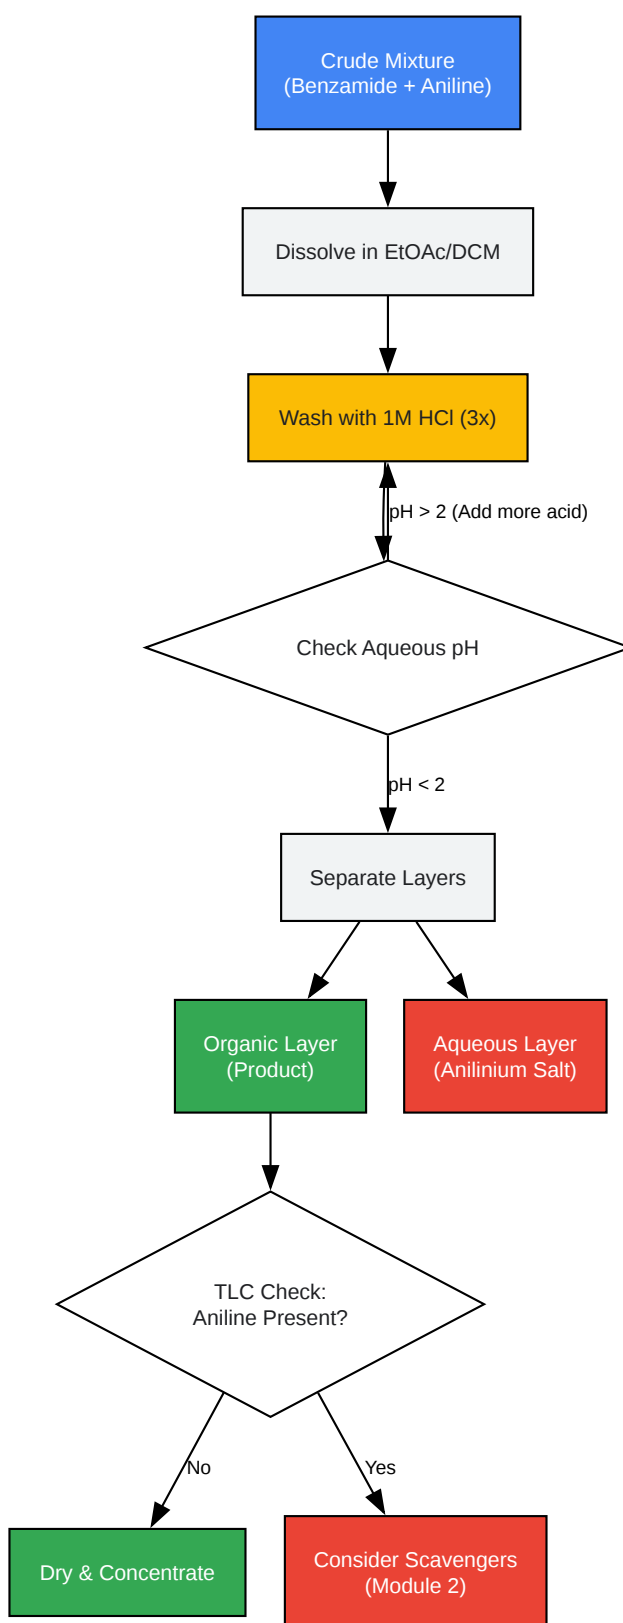 Crude Mixture
(Benzamide + Aniline)
Dissolve in EtOAc/DCM
Wash with 1M HCl (3x)
pH > 2 (Add more acid)
Check Aqueous pH
pH < 2
Separate Layers
Organic Layer
(Product)
Aqueous Layer
(Anilinium Salt)
TLC Check:
Aniline Present?
No
Yes
Dry & Concentrate
Consider Scavengers
(Module 2)